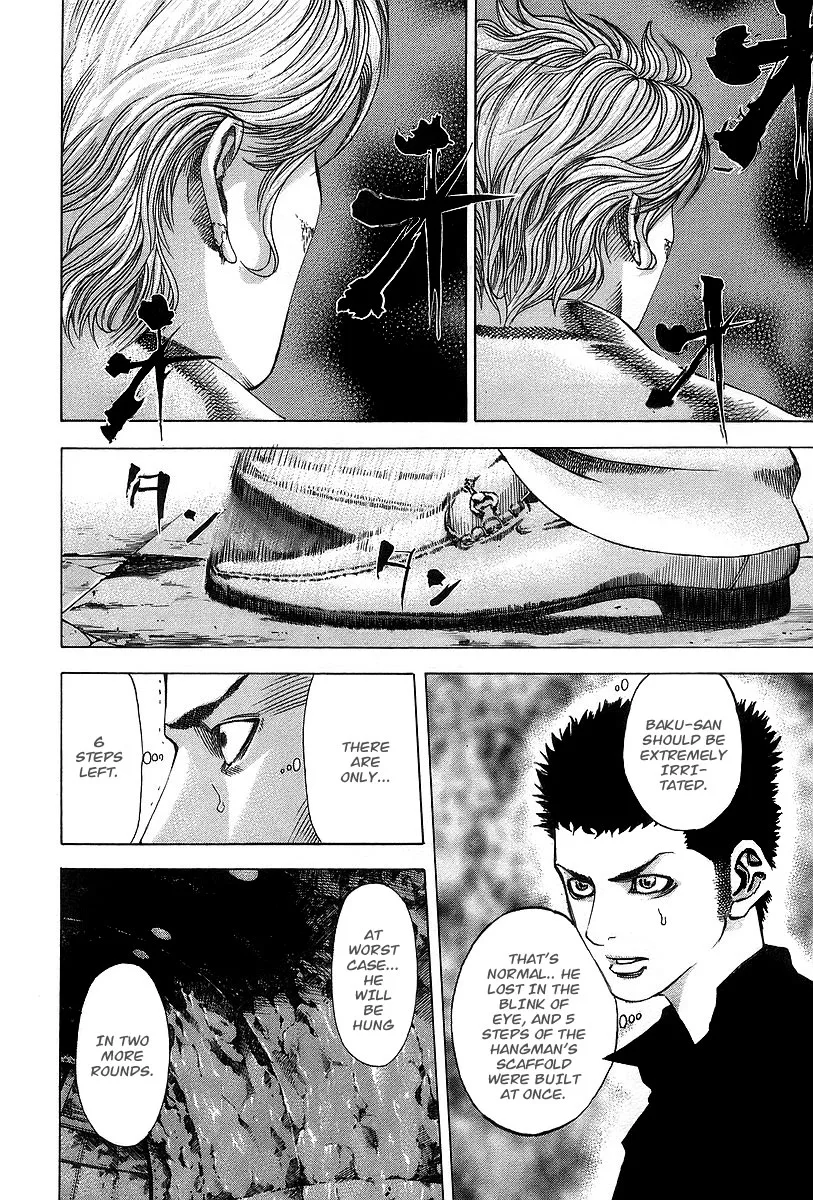 オ
オ
オ
オ
タン
タン
BAKU-SAN
SHOULD BE
EXTREMELY
IRRI-
TATED.
THAT'S
NORMAL.. HE
LOST IN THE
BLINK OF
EYE, AND 5
STEPS OF THE
HANGMAN'S
SCAFFOLD
WERE BUILT
AT ONCE.
THERE
ARE
ONLY...
6
STEPS
LEFT.
AT
WORST
CASE...
HE
WILL
BE
HUNG
IN TWO
MORE
ROUNDS.